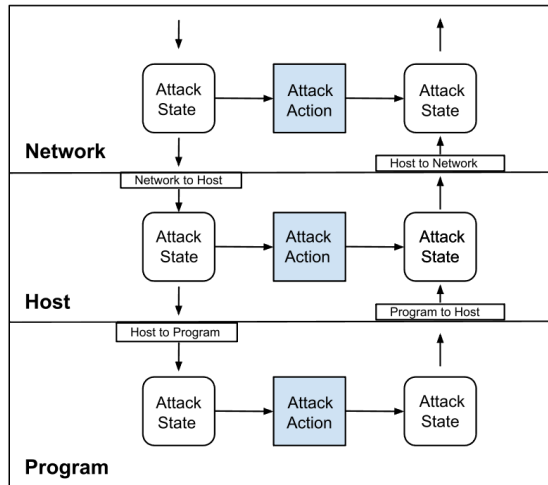 Attack
State
Attack
Action
Attack
State
Network
Host to Network
Network to Host
Attack
State
Attack
Action
Attack
State
Host
Program to Host
Host to Program
Attack
State
Attack
Action
Attack
State
Program